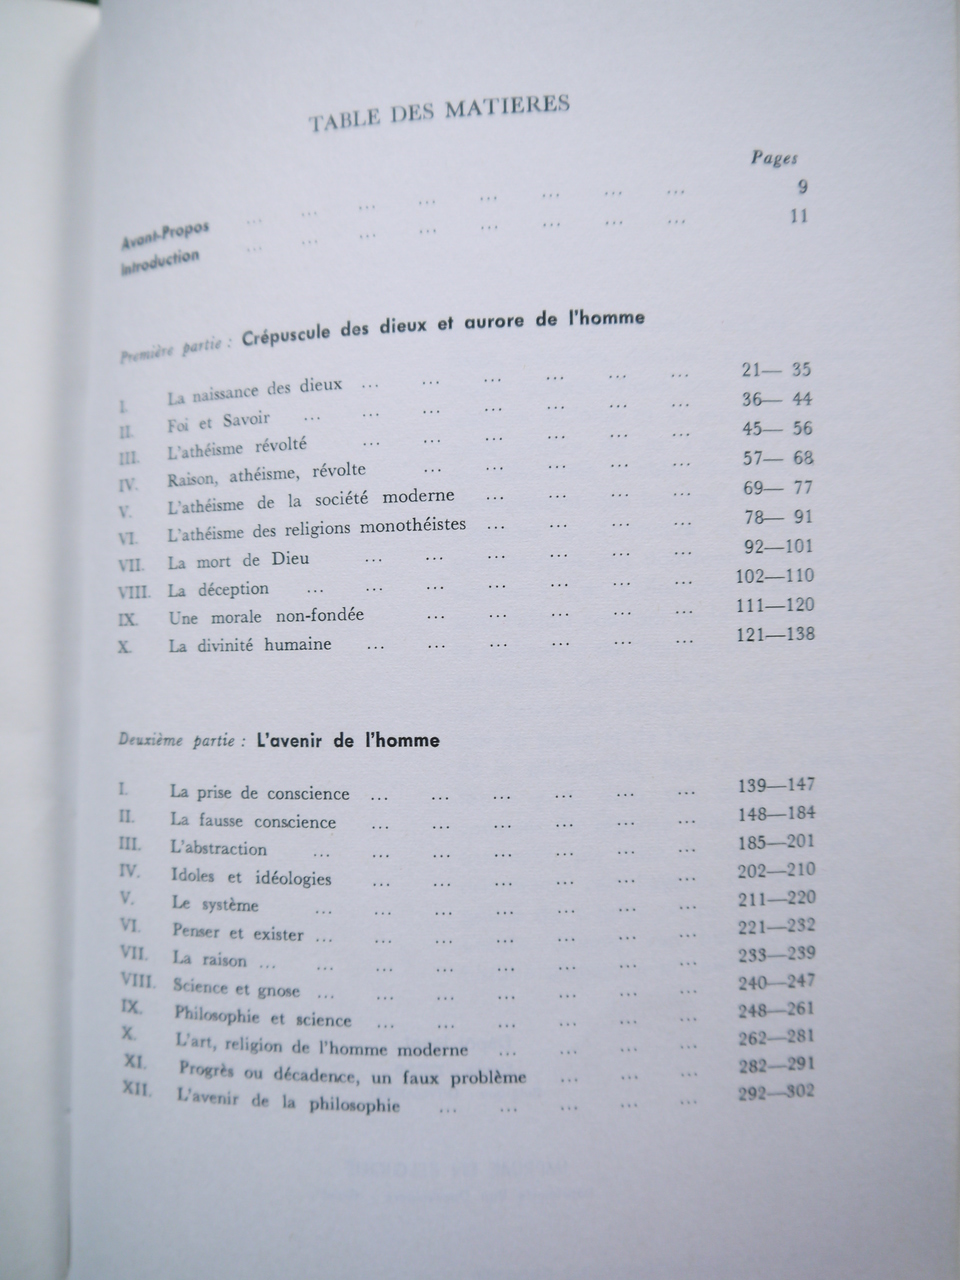 TABLE DES MATIERES
Pages
Avant-Propos ... ... ... ... ... ... ... ... 9
Introduction ... ... ... ... ... ... ... ... 11
Première partie : Crépuscule des dieux et aurore de l'homme
I. La naissance des dieux ... ... ... ... ... ... 21— 35
II. Foi et Savoir ... ... ... ... ... ... ... 36— 44
III. L'athéisme révolté ... ... ... ... ... ... 45— 56
IV. Raison, athéisme, révolte ... ... ... ... ... 57— 68
V. L'athéisme de la société moderne ... ... ... ... 69— 77
VI. L'athéisme des religions monothéistes ... ... ... ... 78— 91
VII. La mort de Dieu ... ... ... ... ... ... 92—101
VIII. La déception ... ... ... ... ... ... ... 102—110
IX. Une morale non-fondée ... ... ... ... ... 111—120
X. La divinité humaine ... ... ... ... ... ... 121—138
Deuxième partie : L'avenir de l'homme
I. La prise de conscience ... ... ... ... ... ... 139—147
II. La fausse conscience ... ... ... ... ... ... 148—184
III. L'abstraction ... ... ... ... ... ... ... 185—201
IV. Idoles et idéologies ... ... ... ... ... ... 202—210
V. Le système ... ... ... ... ... ... ... 211—220
VI. Penser et exister ... ... ... ... ... ... ... 221—232
VII. La raison ... ... ... ... ... ... ... ... 233—239
VIII. Science et gnose ... ... ... ... ... ... ... 240—247
IX. Philosophie et science ... ... ... ... ... ... 248—261
X. L'art, religion de l'homme moderne ... ... ... ... 262—281
XI. Progrès ou décadence, un faux problème ... ... ... 282—291
XII. L'avenir de la philosophie ... ... ... ... ... 292—302